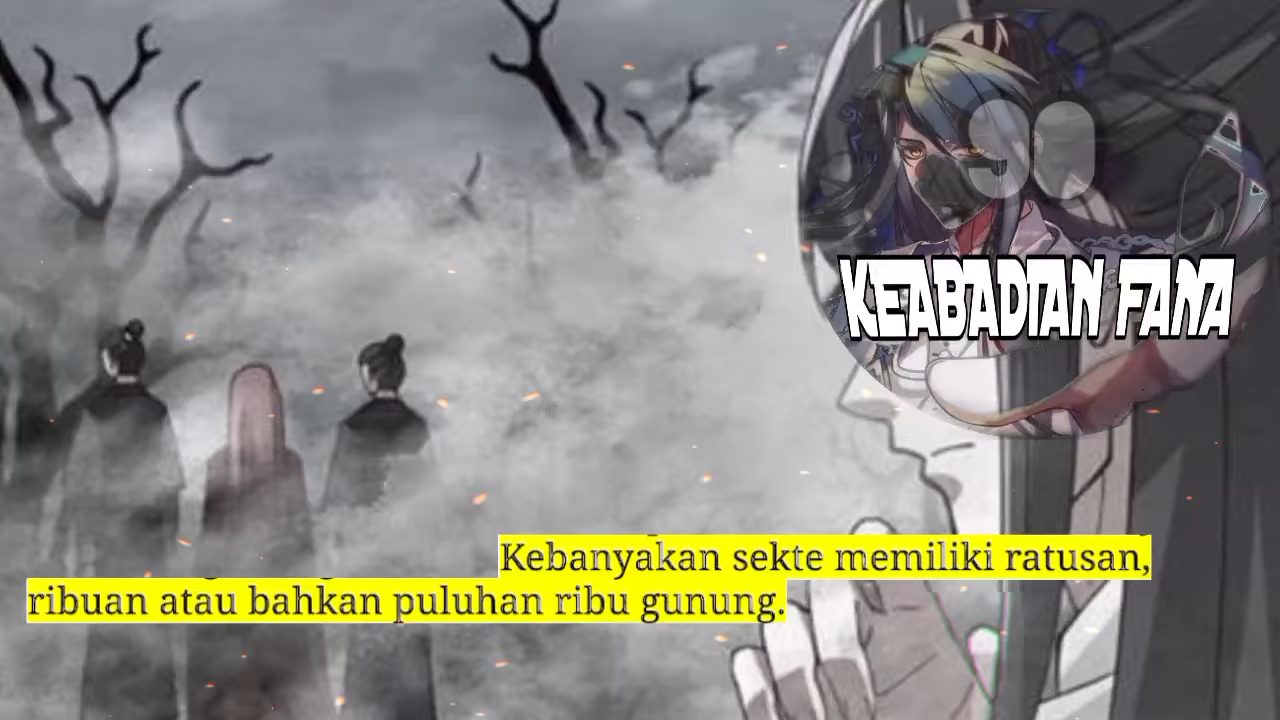 KEABADIAN FANA
Kebanyakan sekte memiliki ratusan,
ribuan atau bahkan puluhan ribu gunung.